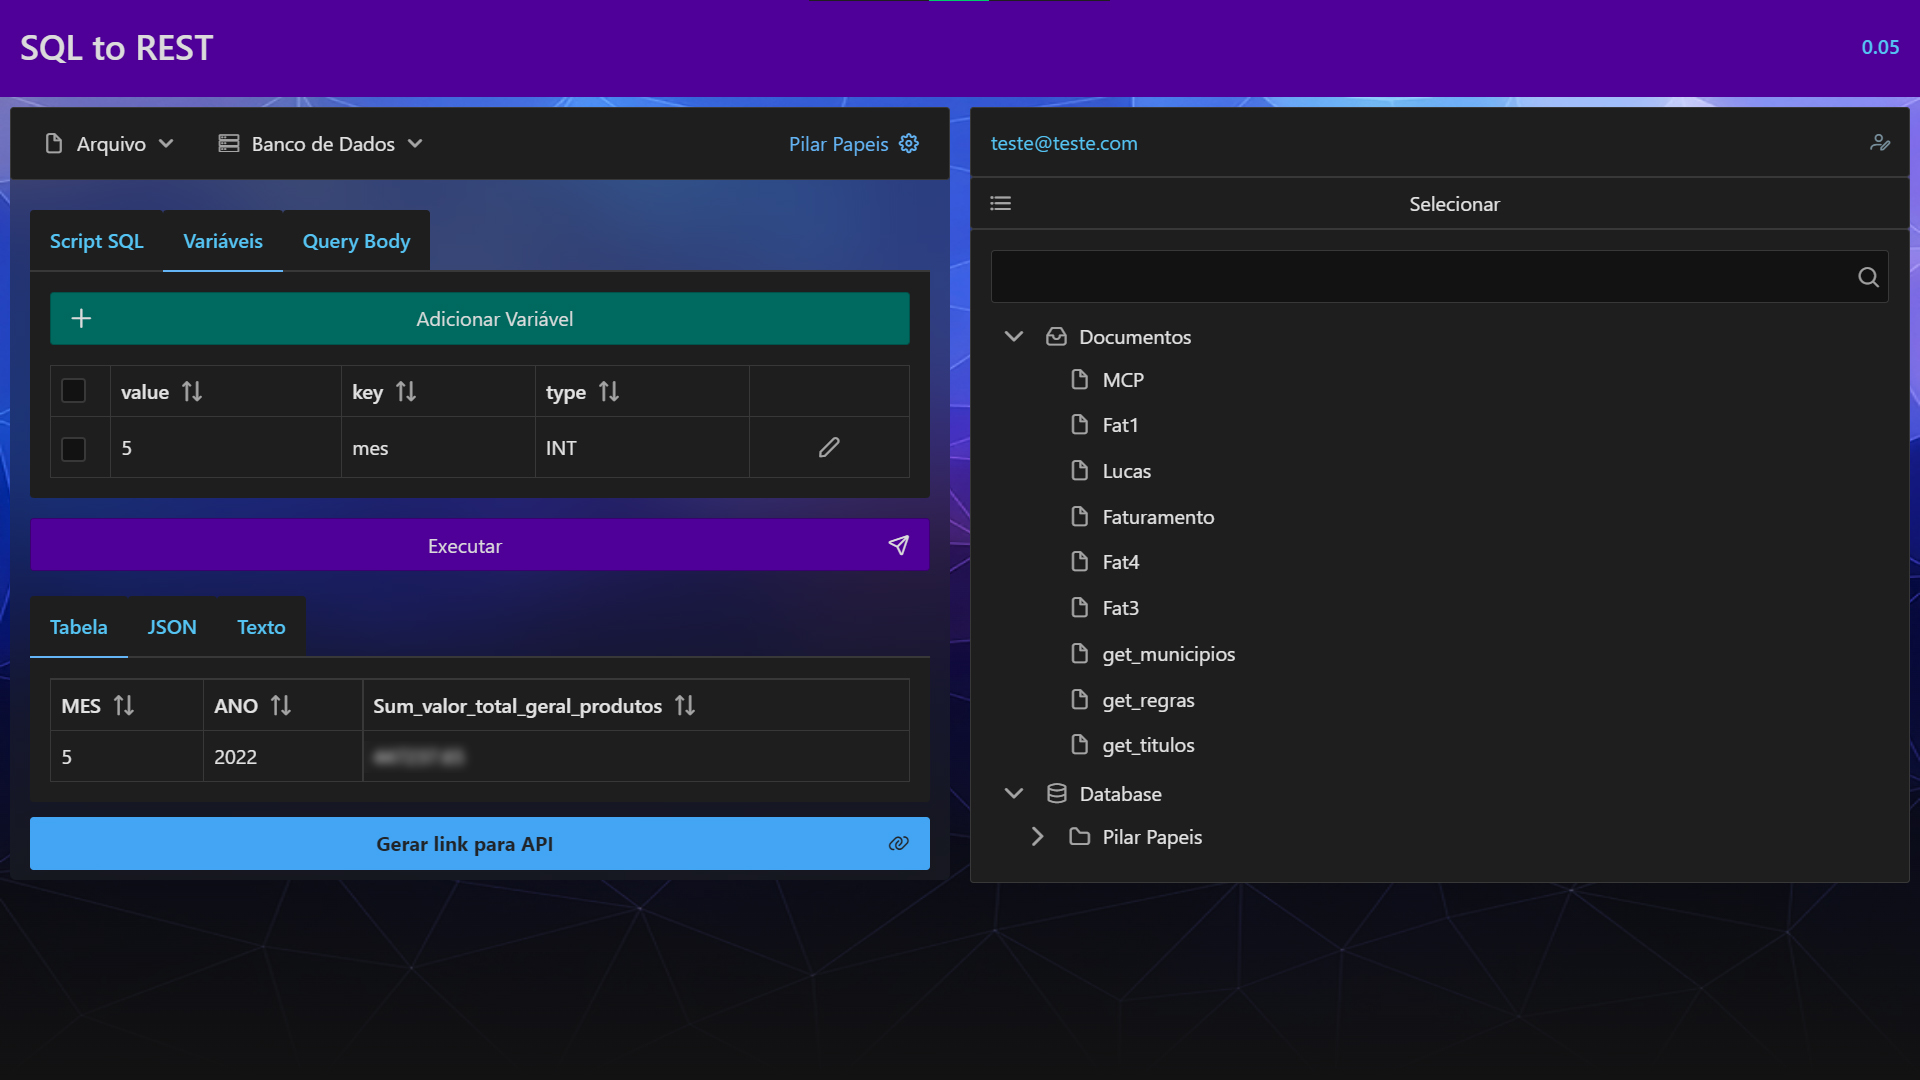 SQL to REST
0.05
Arquivo
Banco de Dados
Pilar Papeis
Script SQL
Variáveis
Query Body
Adicionar Variável
value key type
5 mes INT
Executar
Tabela
JSON
Texto
MES ANO Sum_valor_total_geral_produtos
5 2022
Gerar link para API
teste@teste.com
Selecionar
Documentos
MCP
Fat1
Lucas
Faturamento
Fat4
Fat3
get_municipios
get_regras
get_titulos
Database
Pilar Papeis